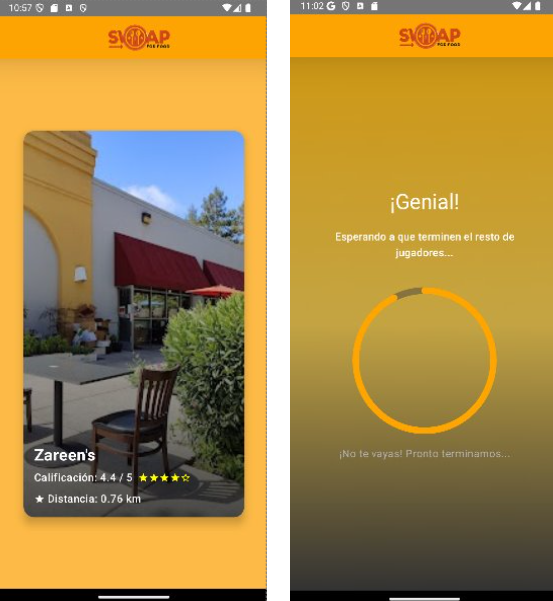 10:57
SWAP
FOR FOOD
Zareen's
Calificación: 4.4 / 5 ★★★★☆
★ Distancia: 0.76 km
11:02 G
SWAP
FOR FOOD
¡Genial!
Esperando a que terminen el resto de
jugadores...
¡No te vayas! Pronto terminamos...